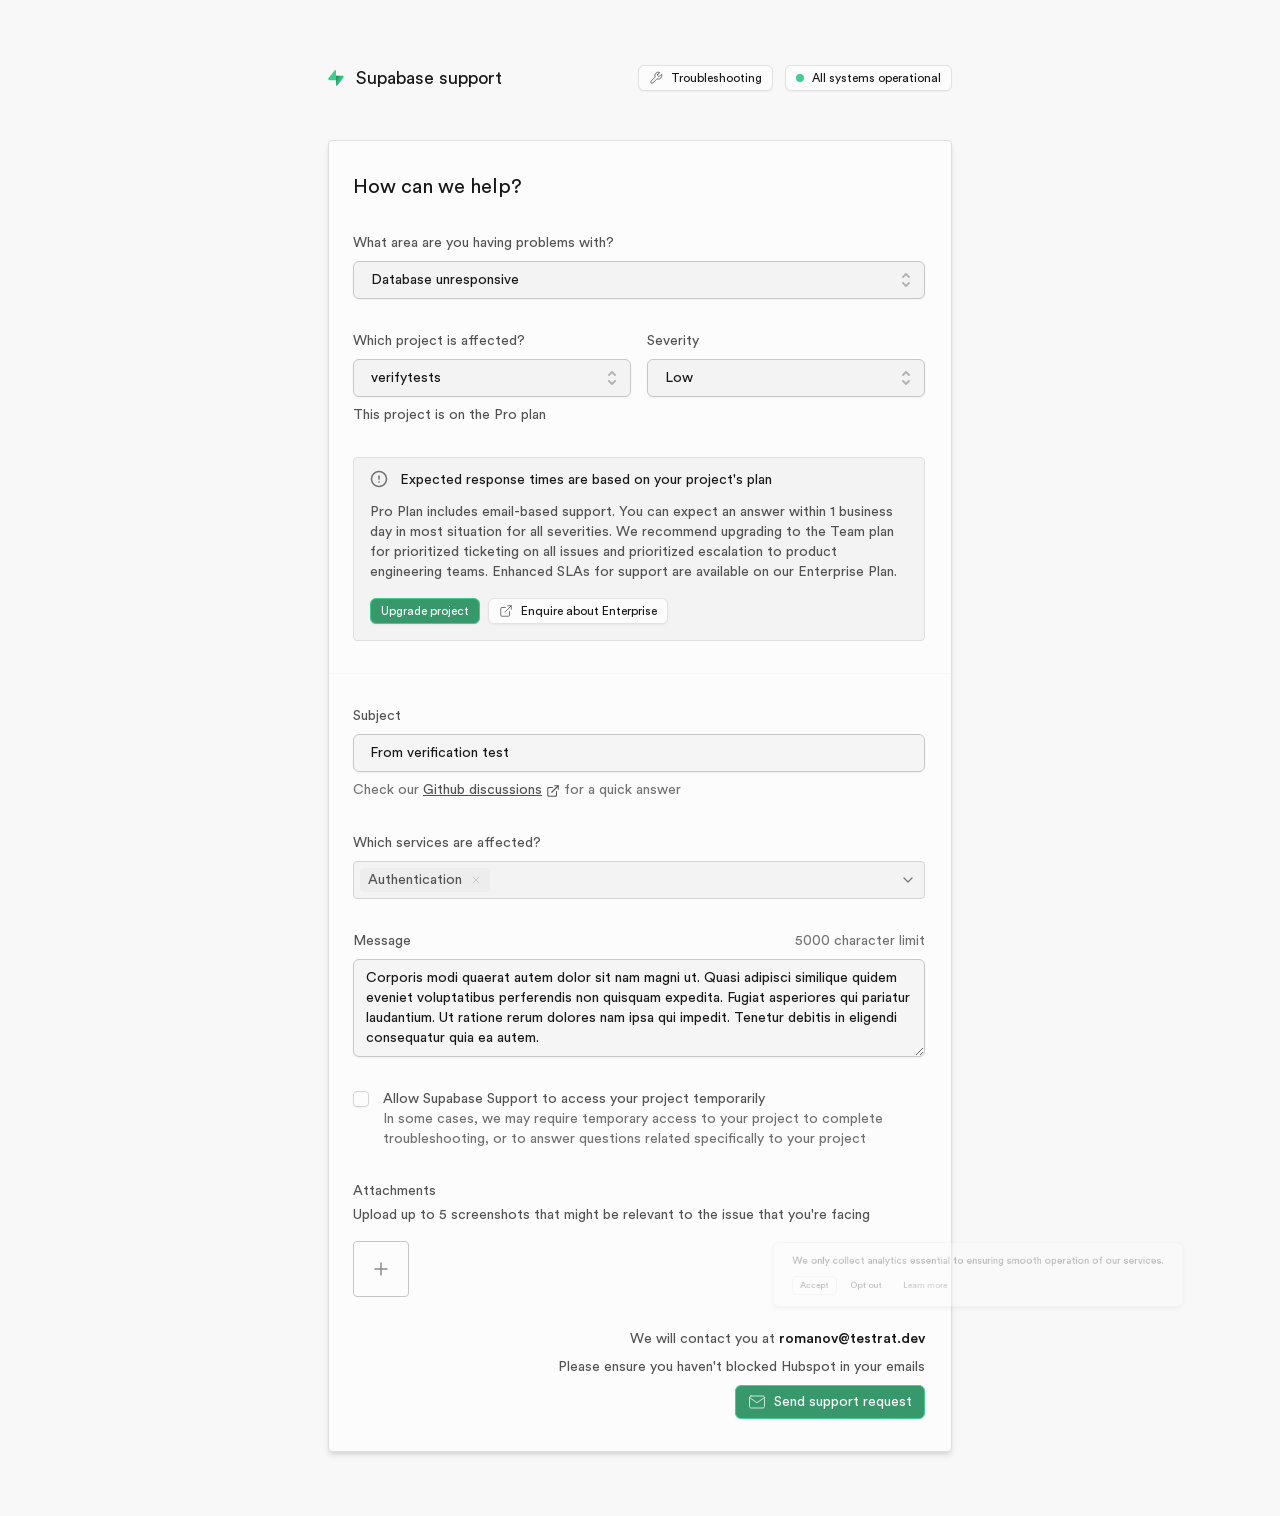 Supabase support
Troubleshooting
All systems operational
How can we help?
What area are you having problems with?
Database unresponsive
Which project is affected?
Severity
verifytests
Low
This project is on the Pro plan
Expected response times are based on your project's plan
Pro Plan includes email-based support. You can expect an answer within 1 business
day in most situation for all severities. We recommend upgrading to the Team plan
for prioritized ticketing on all issues and prioritized escalation to product
engineering teams. Enhanced SLAs for support are available on our Enterprise Plan.
Upgrade project
Enquire about Enterprise
Subject
From verification test
Check our Github discussions for a quick answer
Which services are affected?
Authentication
Message
5000 character limit
Corporis modi quaerat autem dolor sit nam magni ut. Quasi adipisci similique quidem
eveniet voluptatibus perferendis non quisquam expedita. Fugiat asperiores qui pariatur
laudantium. Ut ratione rerum dolores nam ipsa qui impedit. Tenetur debitis in eligendi
consequatur quia ea autem.
Allow Supabase Support to access your project temporarily
In some cases, we may require temporary access to your project to complete
troubleshooting, or to answer questions related specifically to your project
Attachments
Upload up to 5 screenshots that might be relevant to the issue that you're facing
We only collect analytics essential to ensuring smooth operation of our services.
Accept
Opt out
Learn more
We will contact you at romanov@testrat.dev
Please ensure you haven't blocked Hubspot in your emails
Send support request